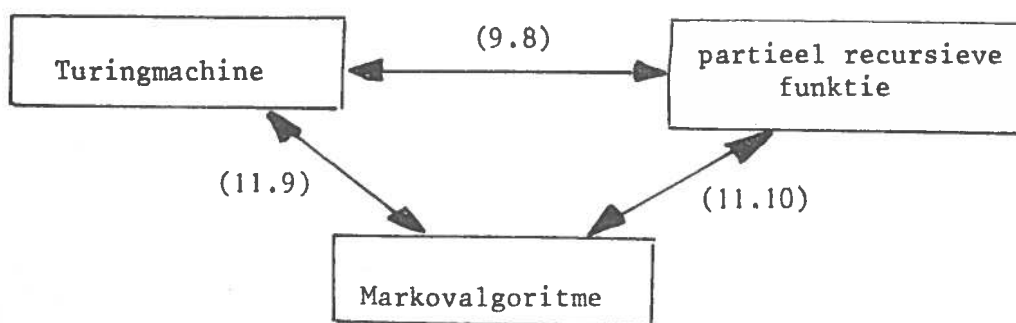 (9.8)
Turingmachine
partieel recursieve
funktie
(11.9)
(11.10)
Markovalgoritme